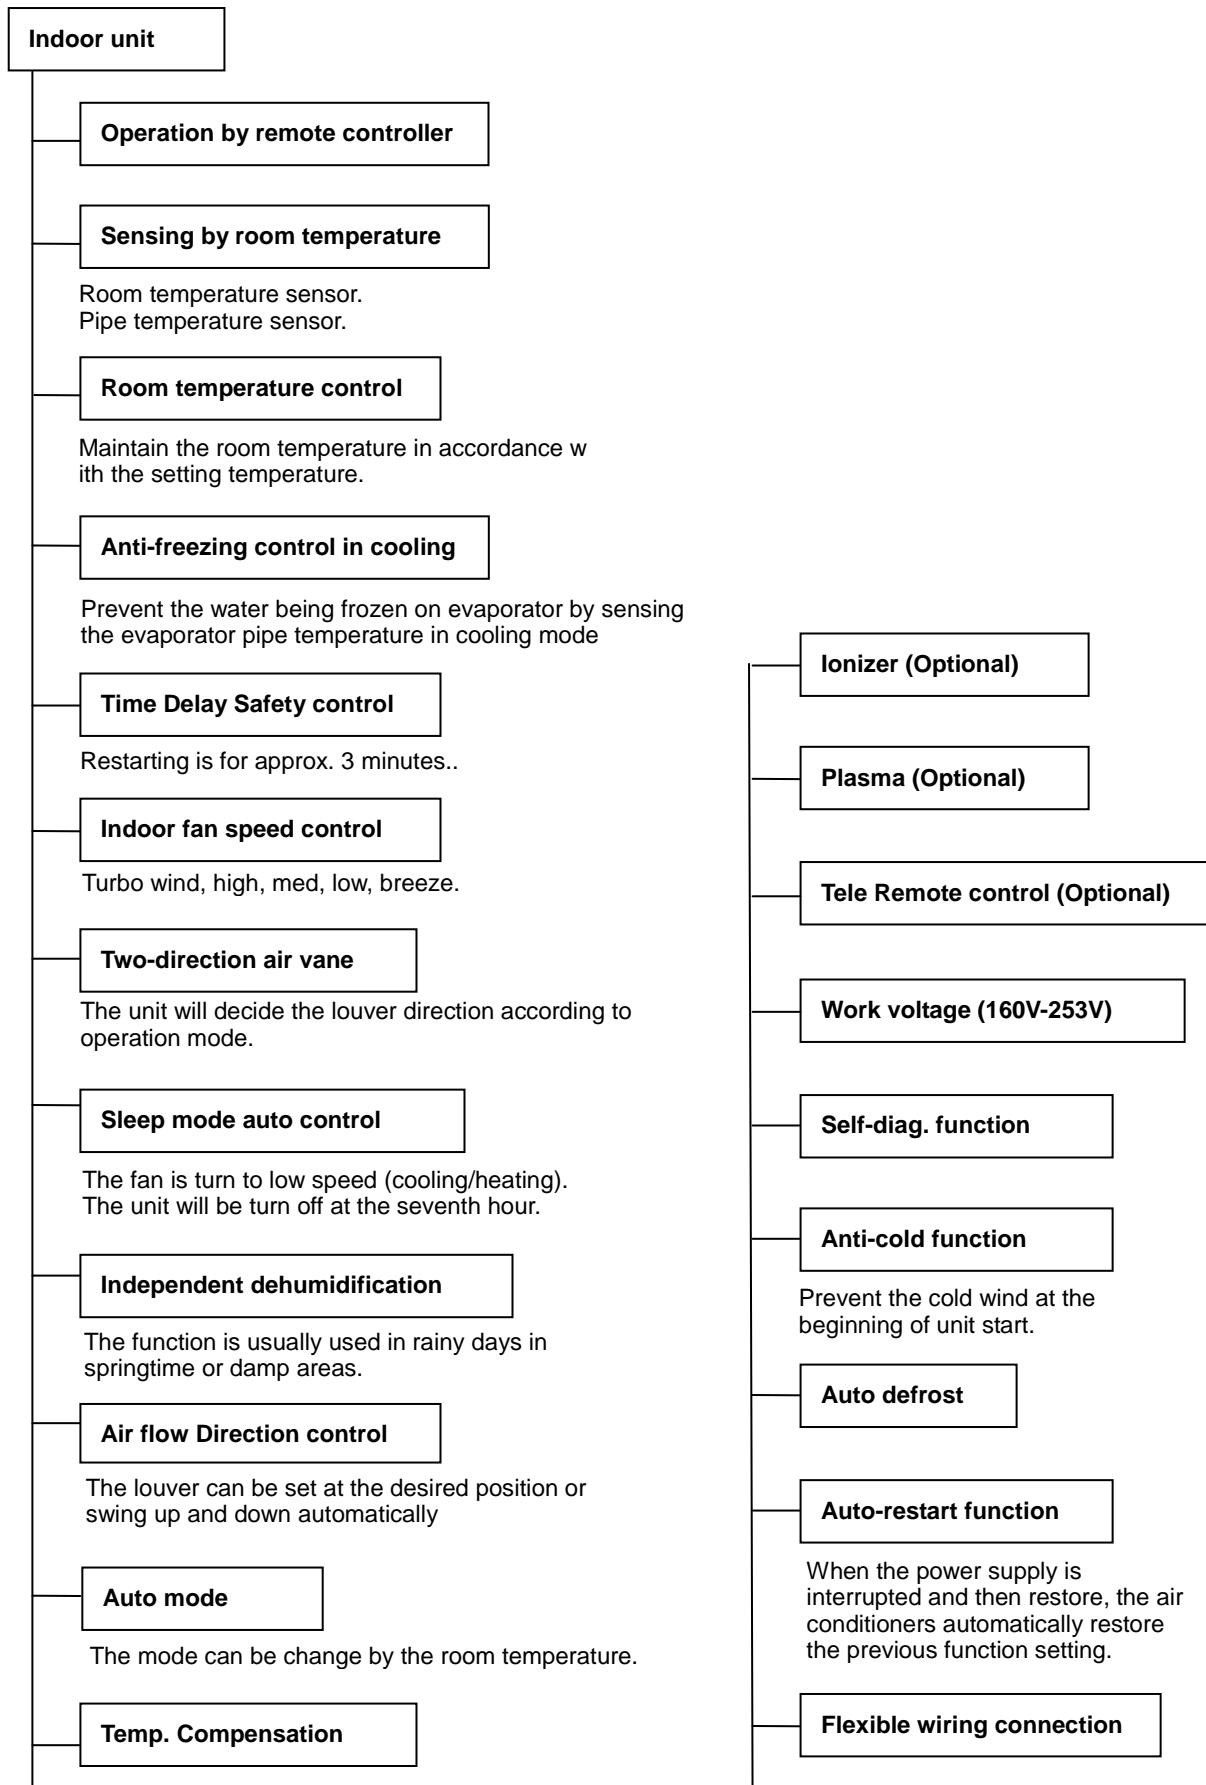 Indoor unit
Operation by remote controller
Sensing by room temperature
Room temperature sensor.
Pipe temperature sensor.
Room temperature control
Maintain the room temperature in accordance w
ith the setting temperature.
Anti-freezing control in cooling
Prevent the water being frozen on evaporator by sensing
the evaporator pipe temperature in cooling mode
Time Delay Safety control
Restarting is for approx. 3 minutes..
Indoor fan speed control
Turbo wind, high, med, low, breeze.
Two-direction air vane
The unit will decide the louver direction according to
operation mode.
Sleep mode auto control
The fan is turn to low speed (cooling/heating).
The unit will be turn off at the seventh hour.
Independent dehumidification
The function is usually used in rainy days in
springtime or damp areas.
Air flow Direction control
The louver can be set at the desired position or
swing up and down automatically
Auto mode
The mode can be change by the room temperature.
Temp. Compensation
Ionizer (Optional)
Plasma (Optional)
Tele Remote control (Optional)
Work voltage (160V-253V)
Self-diag. function
Anti-cold function
Prevent the cold wind at the
beginning of unit start.
Auto defrost
Auto-restart function
When the power supply is
interrupted and then restore, the air
conditioners automatically restore
the previous function setting.
Flexible wiring connection